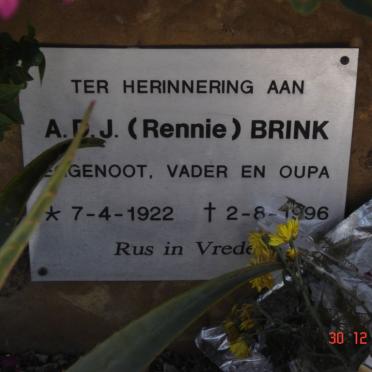 TER HERINNERING AAN
A.D.J. (Rennie) BRINK
EGGENOOT, VADER EN OUPA
* 7-4-1922 † 2-8-1996
Rus in Vrede
30 12